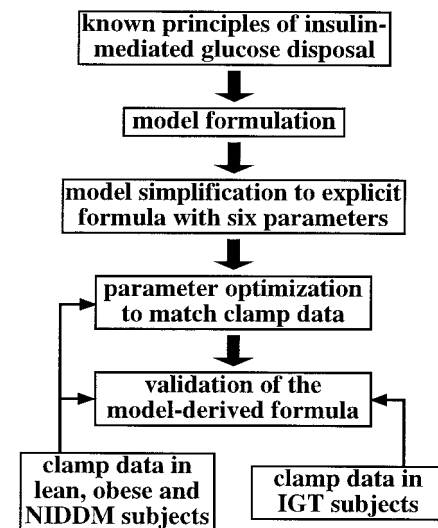 known principles of insulin-
mediated glucose disposal
model formulation
model simplification to explicit
formula with six parameters
parameter optimization
to match clamp data
validation of the
model-derived formula
clamp data in
lean, obese and
NIDDM subjects
clamp data in
IGT subjects